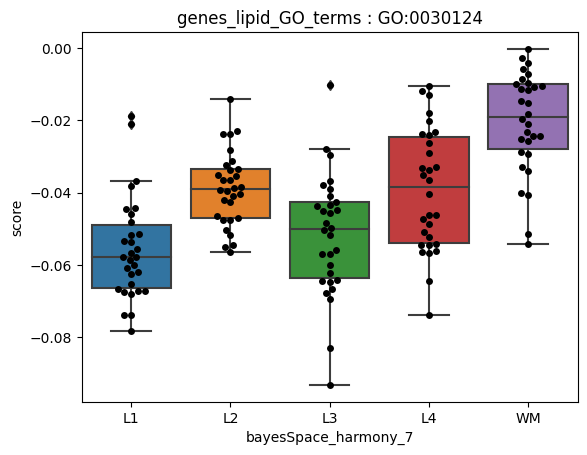 genes_lipid_GO_terms : GO:0030124
0.00
−0.02
−0.04
−0.06
−0.08
score
L1 L2 L3 L4 WM
bayesSpace_harmony_7